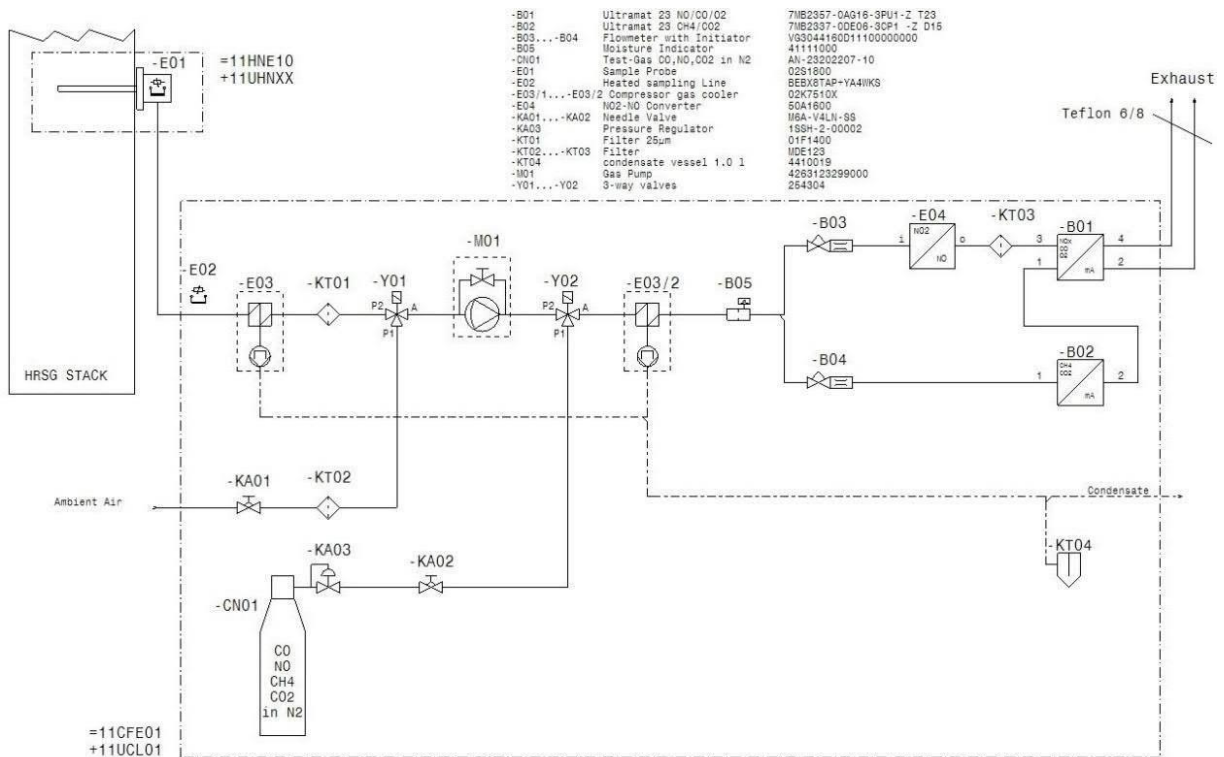 -B01 Ultramat 23 NO/CO/O2 7MB2357-0AG16-3PU1-Z T23
-B02 Ultramat 23 CH4/CO2 7MB2337-0DE06-3CP1 -Z D15
-B03...-B04 Flowmeter with Initiator VG3044160D11100000000
-B05 Moisture Indicator 41111000
-CN01 Test-Gas CO,NO,CO2 in N2 AN-23202207-10
-E01 Sample Probe 02S1800
-E02 Heated sampling Line BEBX8TAP+YA4WKS
-E03/1...-E03/2 Compressor gas cooler 02K7510X
-E04 NO2-NO Converter 50A1600
-KA01...-KA02 Needle Valve M6A-V4LN-SS
-KA03 Pressure Regulator 1SSH-2-00002
-KT01 Filter 25µm 01F1400
-KT02...-KT03 Filter MDE123
-KT04 condensate vessel 1.0 l 4410019
-M01 Gas Pump 4263123299000
-Y01...-Y02 3-way valves 254304
-E01
=11HNE10
+11UHNXX
Exhaust
Teflon 6/8
-E02
-E03
-KT01
-Y01
P2
A
P1
-M01
-Y02
P2
A
P1
-E03/2
-B05
-B03
i
-E04
NO2
NO
o
-KT03
3
1
-B01
NOX
CO
O2
mA
4
2
-B04
1
-B02
CH4
CO2
mA
2
HRSG STACK
Ambient Air
-KA01
-KT02
-KA03
-KA02
-CN01
CO
NO
CH4
CO2
in N2
Condensate
-KT04
=11CFE01
+11UCL01